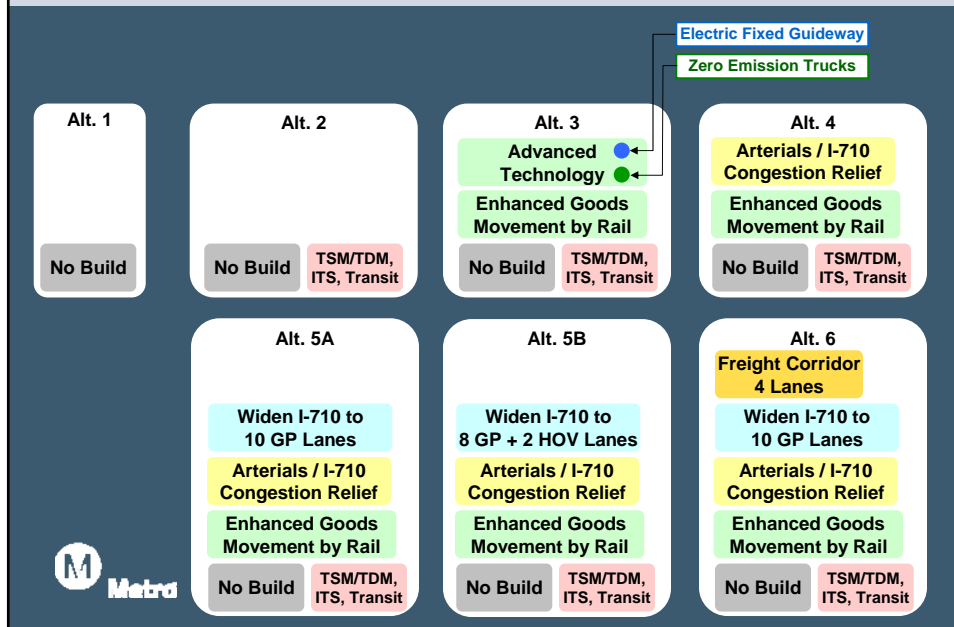 Electric Fixed Guideway
Zero Emission Trucks
Alt. 1
No Build
Alt. 2
No Build
TSM/TDM,
ITS, Transit
Alt. 3
Advanced
Technology
Enhanced Goods
Movement by Rail
No Build
TSM/TDM,
ITS, Transit
Alt. 4
Arterials / I-710
Congestion Relief
Enhanced Goods
Movement by Rail
No Build
TSM/TDM,
ITS, Transit
Alt. 5A
Widen I-710 to
10 GP Lanes
Arterials / I-710
Congestion Relief
Enhanced Goods
Movement by Rail
No Build
TSM/TDM,
ITS, Transit
Alt. 5B
Widen I-710 to
8 GP + 2 HOV Lanes
Arterials / I-710
Congestion Relief
Enhanced Goods
Movement by Rail
No Build
TSM/TDM,
ITS, Transit
Alt. 6
Freight Corridor
4 Lanes
Widen I-710 to
10 GP Lanes
Arterials / I-710
Congestion Relief
Enhanced Goods
Movement by Rail
No Build
TSM/TDM,
ITS, Transit
M
Metro